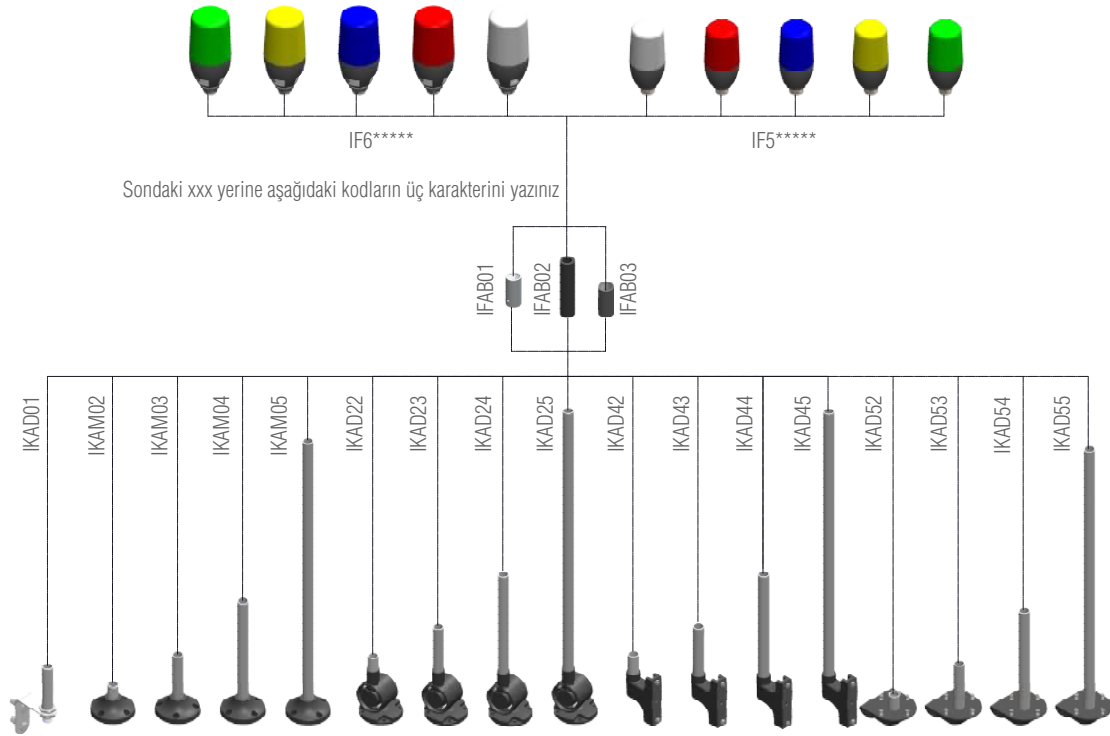 IF6*****
IF5*****
Sondaki xxx yerine aşağıdaki kodların üç karakterini yazınız
IFAB01
IFAB02
IFAB03
IKAD01
IKAM02
IKAM03
IKAM04
IKAM05
IKAD22
IKAD23
IKAD24
IKAD25
IKAD42
IKAD43
IKAD44
IKAD45
IKAD52
IKAD53
IKAD54
IKAD55